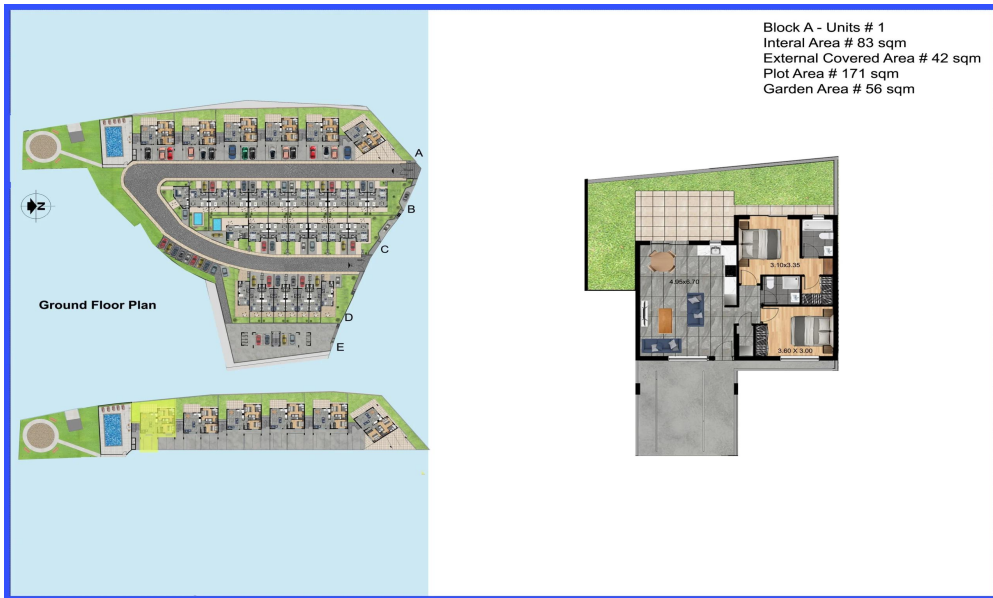 Block A - Units # 1
Interal Area # 83 sqm
External Covered Area # 42 sqm
Plot Area # 171 sqm
Garden Area # 56 sqm
A
B
C
D
E
N
Ground Floor Plan
3.10x3.35
4.95x6.70
3.60 X 3.00